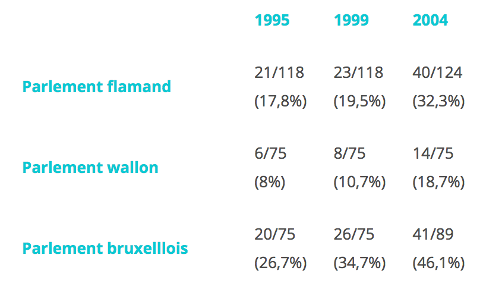 1995 1999 2004
21/118 23/118 40/124
Parlement flamand
(17,8%) (19,5%) (32,3%)
6/75 8/75 14/75
Parlement wallon
(8%) (10,7%) (18,7%)
20/75 26/75 41/89
Parlement bruxelllois
(26,7%) (34,7%) (46,1%)